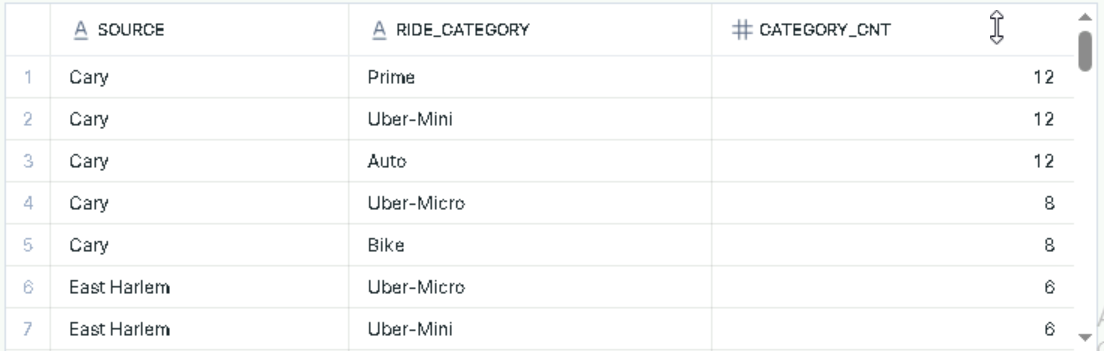 A SOURCE A RIDE_CATEGORY # CATEGORY_CNT
1 Cary Prime 12
2 Cary Uber-Mini 12
3 Cary Auto 12
4 Cary Uber-Micro 8
5 Cary Bike 8
6 East Harlem Uber-Micro 6
7 East Harlem Uber-Mini 6